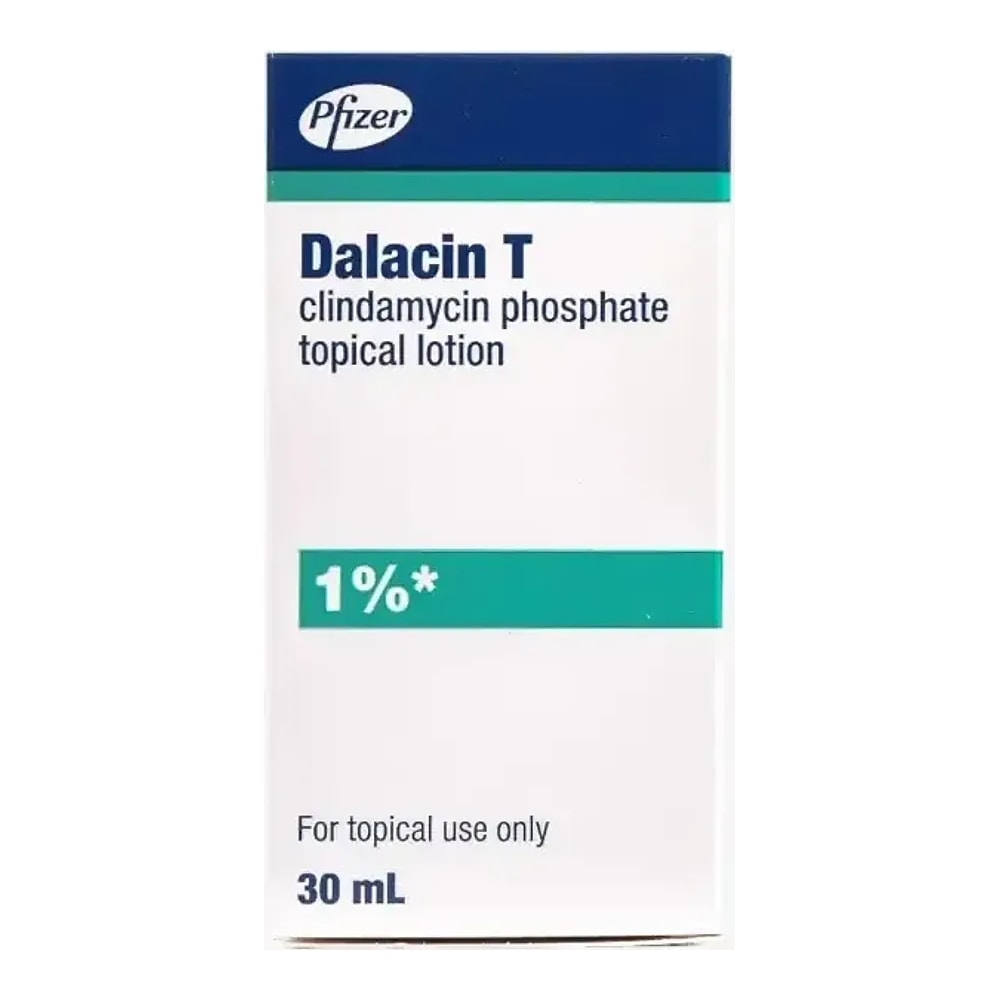 Pfizer
Dalacin T
clindamycin phosphate
topical lotion
1%*
For topical use only
30 mL